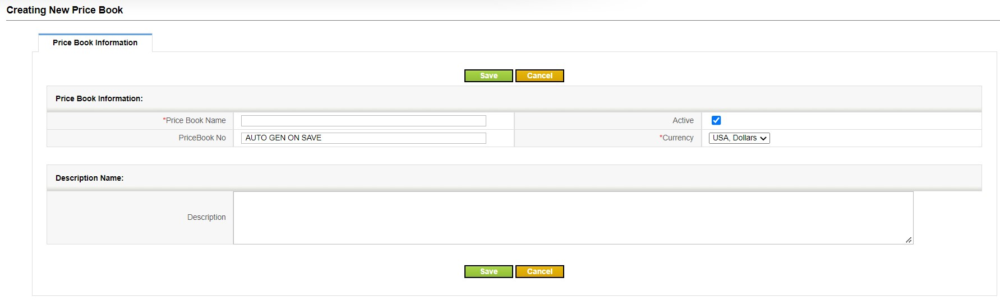 Creating New Price Book
Price Book Information
Save Cancel
Price Book Information:
*Price Book Name Active
PriceBook No AUTO GEN ON SAVE *Currency USA, Dollars
Description Name:
Description
Save Cancel